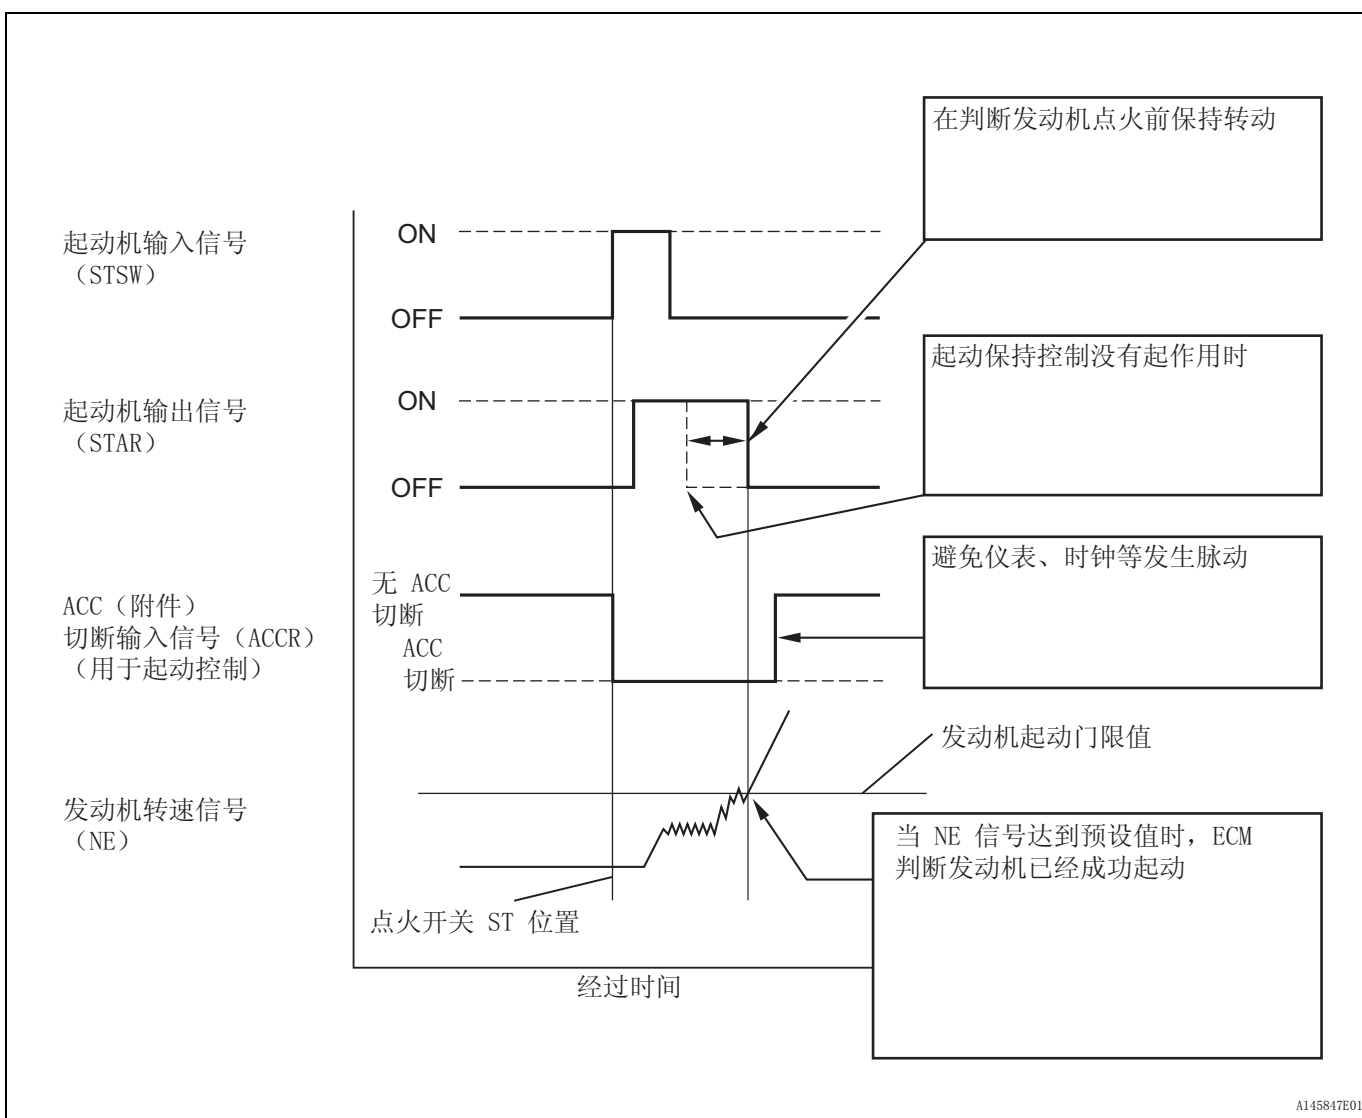 在判断发动机点火前保持转动
起动机输入信号
（STSW）
ON
OFF
起动保持控制没有起作用时
起动机输出信号
（STAR）
ON
OFF
避免仪表、时钟等发生脉动
ACC（附件）
切断输入信号（ACCR）
（用于起动控制）
无 ACC
切断
ACC
切断
发动机起动门限值
发动机转速信号
（NE）
当 NE 信号达到预设值时，ECM
判断发动机已经成功起动
点火开关 ST 位置
经过时间
A145847E01